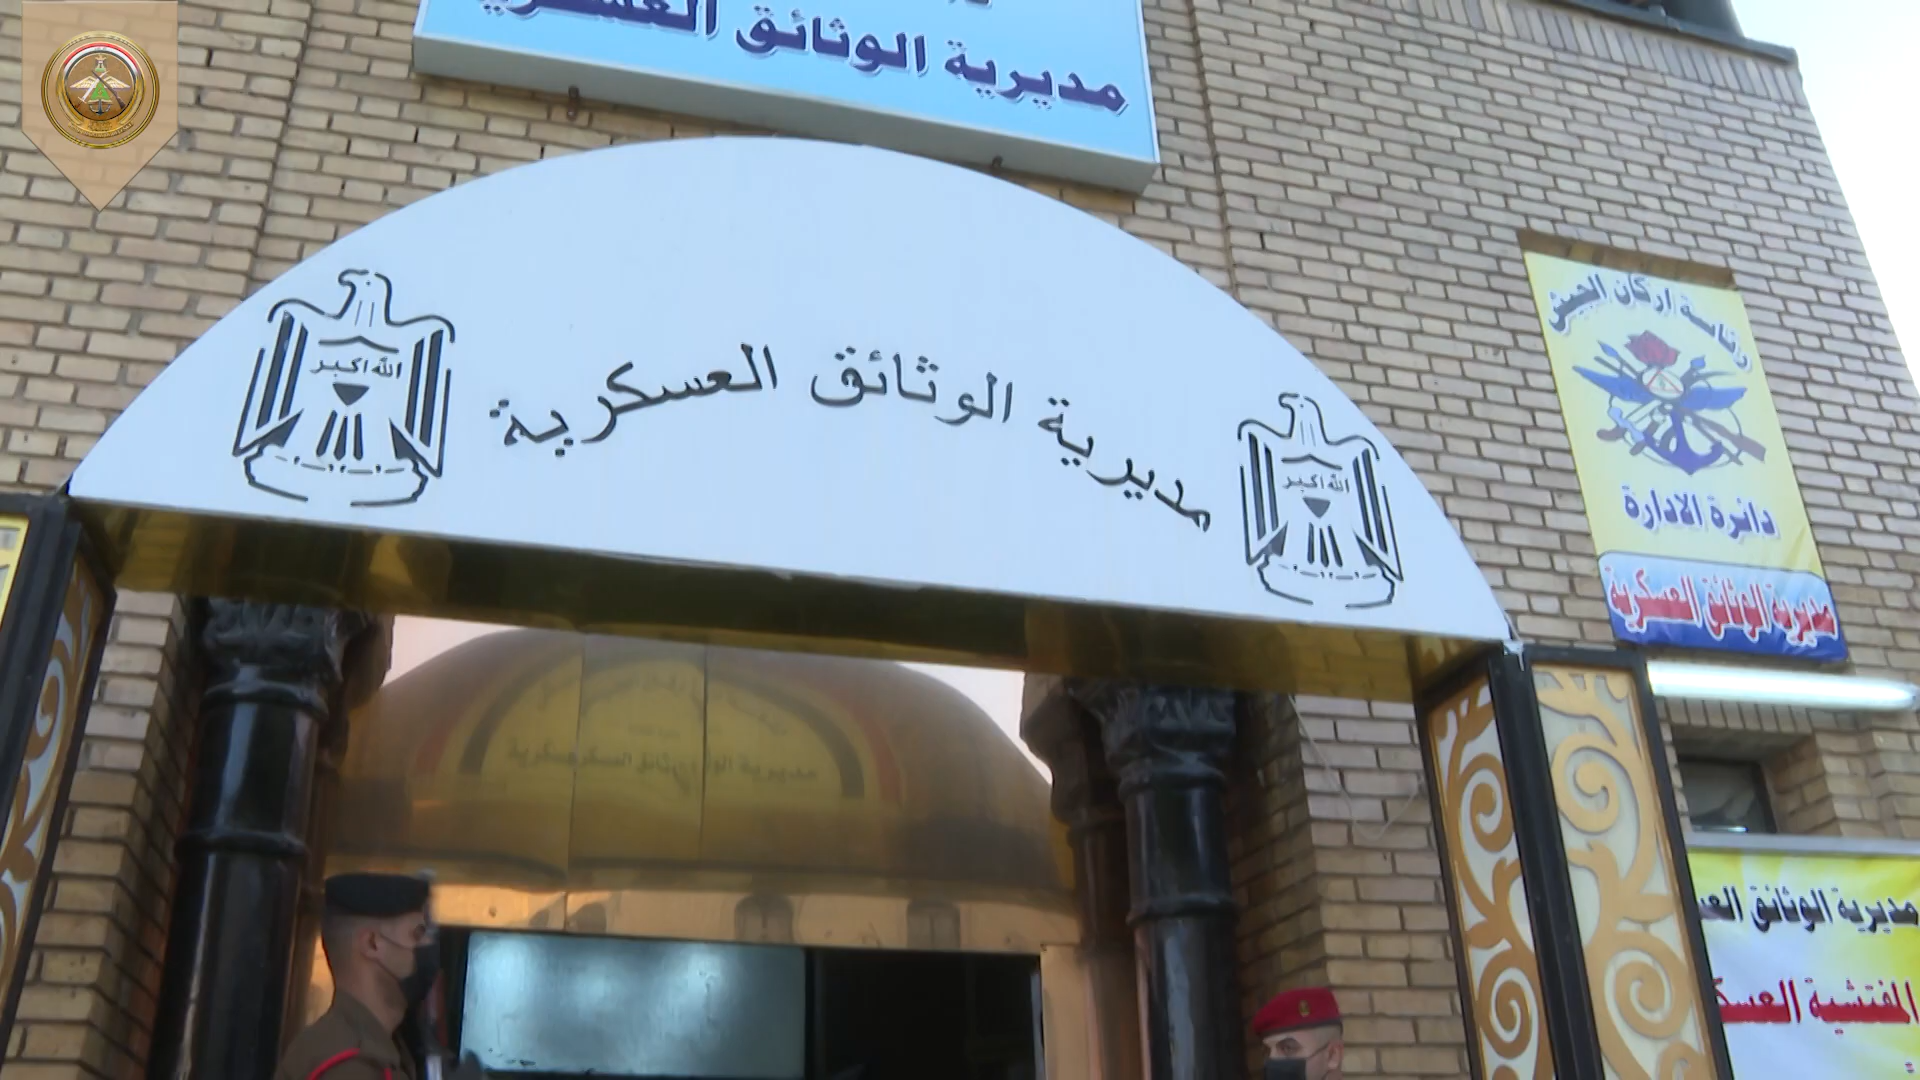 مديرية الوثائق العسكرية
مديرية الوثائق العسكرية
الله اكبر
الله اكبر
رئاسة اركان الجيش
دائرة الادارة
مديرية الوثائق العسكرية
مديرية الوثائق
المفتشية